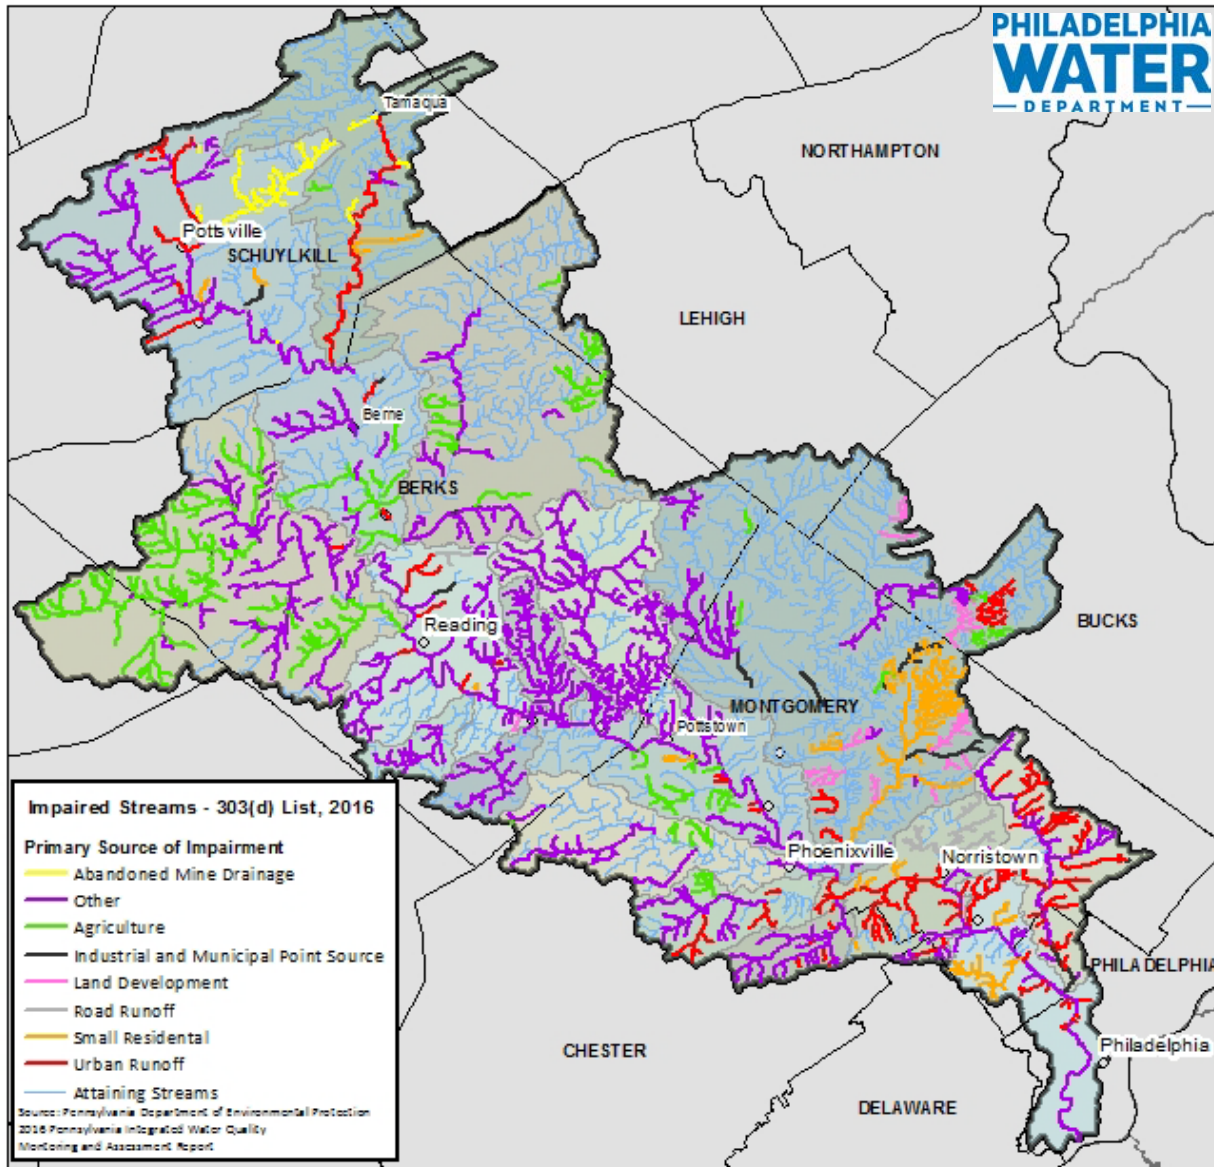 PHILADELPHIA
WATER
DEPARTMENT
Tamaqua
NORTHAMPTON
Pottsville
SCHUYLKILL
LEHIGH
Berne
BERKS
Reading
BUCKS
MONTGOMERY
Pottstown
Phoenixville
Norristown
PHILADELPHIA
Philadelphia
CHESTER
DELAWARE
Impaired Streams - 303(d) List, 2016
Primary Source of Impairment
Abandoned Mine Drainage
Other
Agriculture
Industrial and Municipal Point Source
Land Development
Road Runoff
Small Residental
Urban Runoff
Attaining Streams
Source: Pennsylvania Department of Environmental Protection
2016 Pennsylvania Integrated Water Quality
Monitoring and Assessment Report